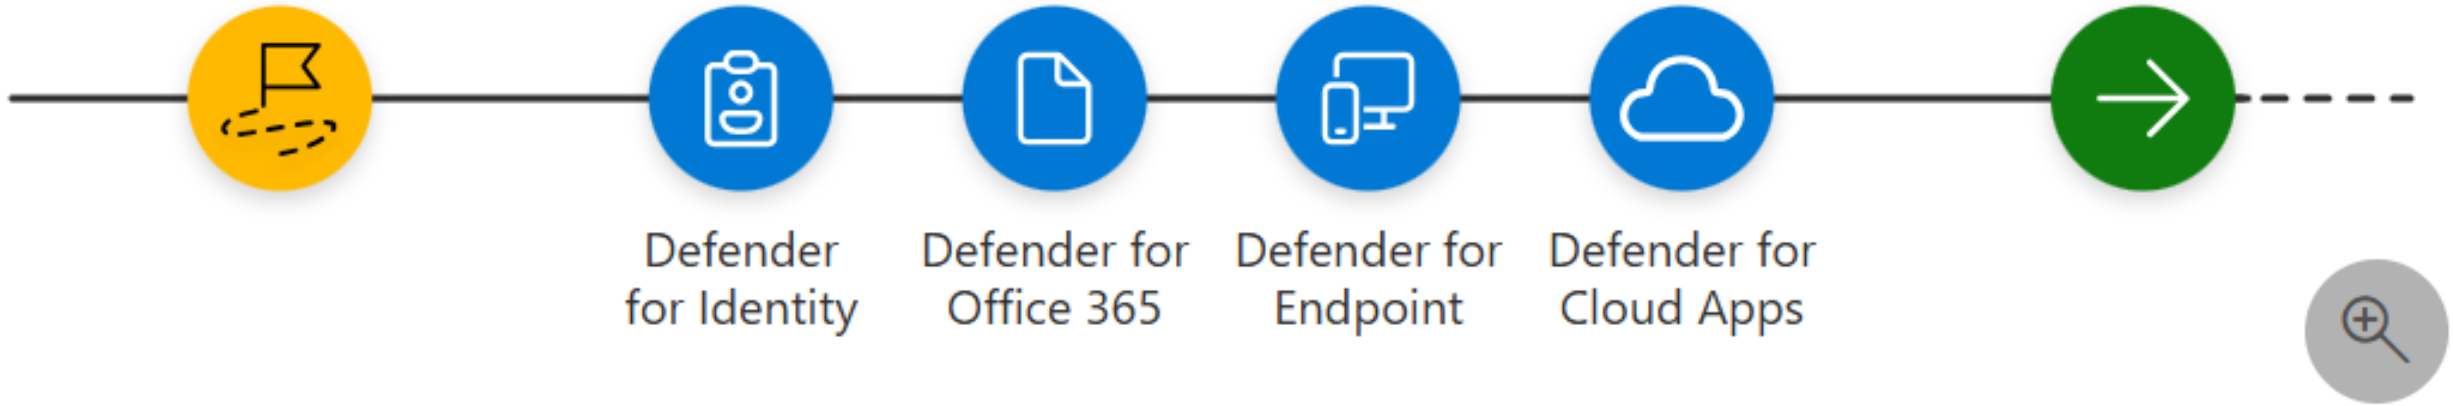 Defender
for Identity
Defender for
Office 365
Defender for
Endpoint
Defender for
Cloud Apps